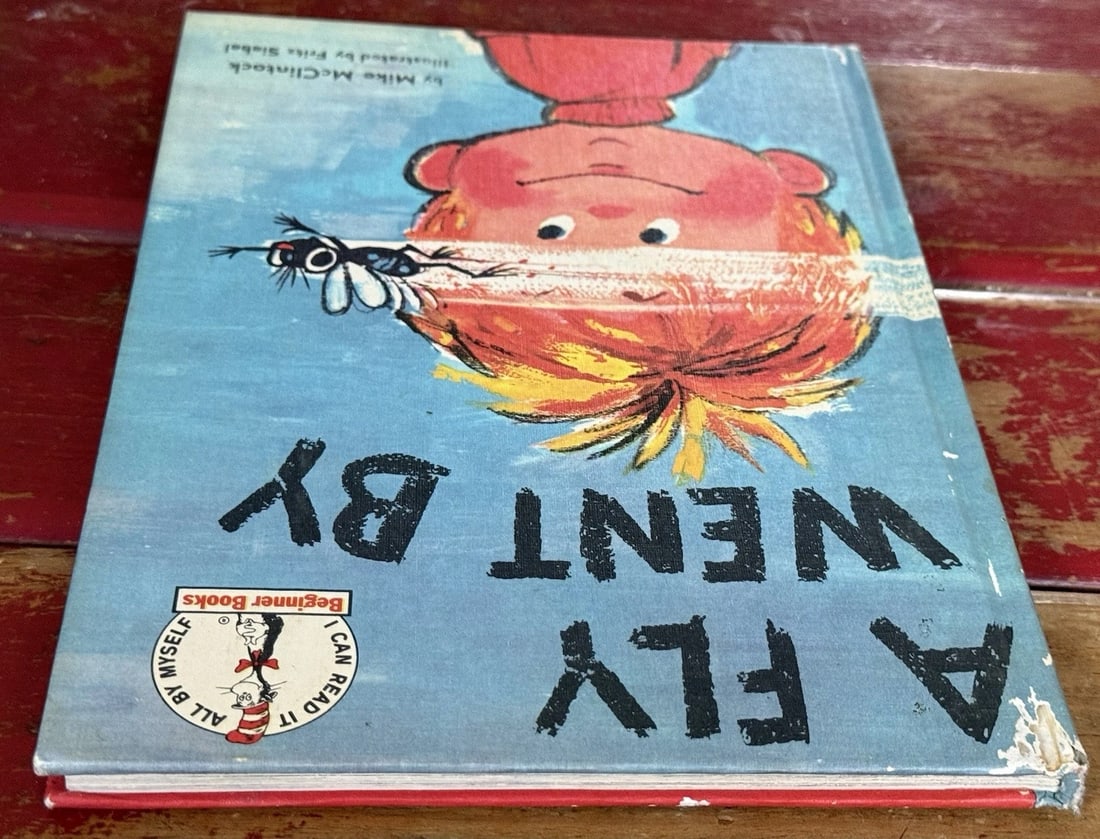 A FLY
WENT BY
I CAN READ IT ALL BY MYSELF
Beginner Books
by Mike McClintock
Illustrated by Fritz Siebel